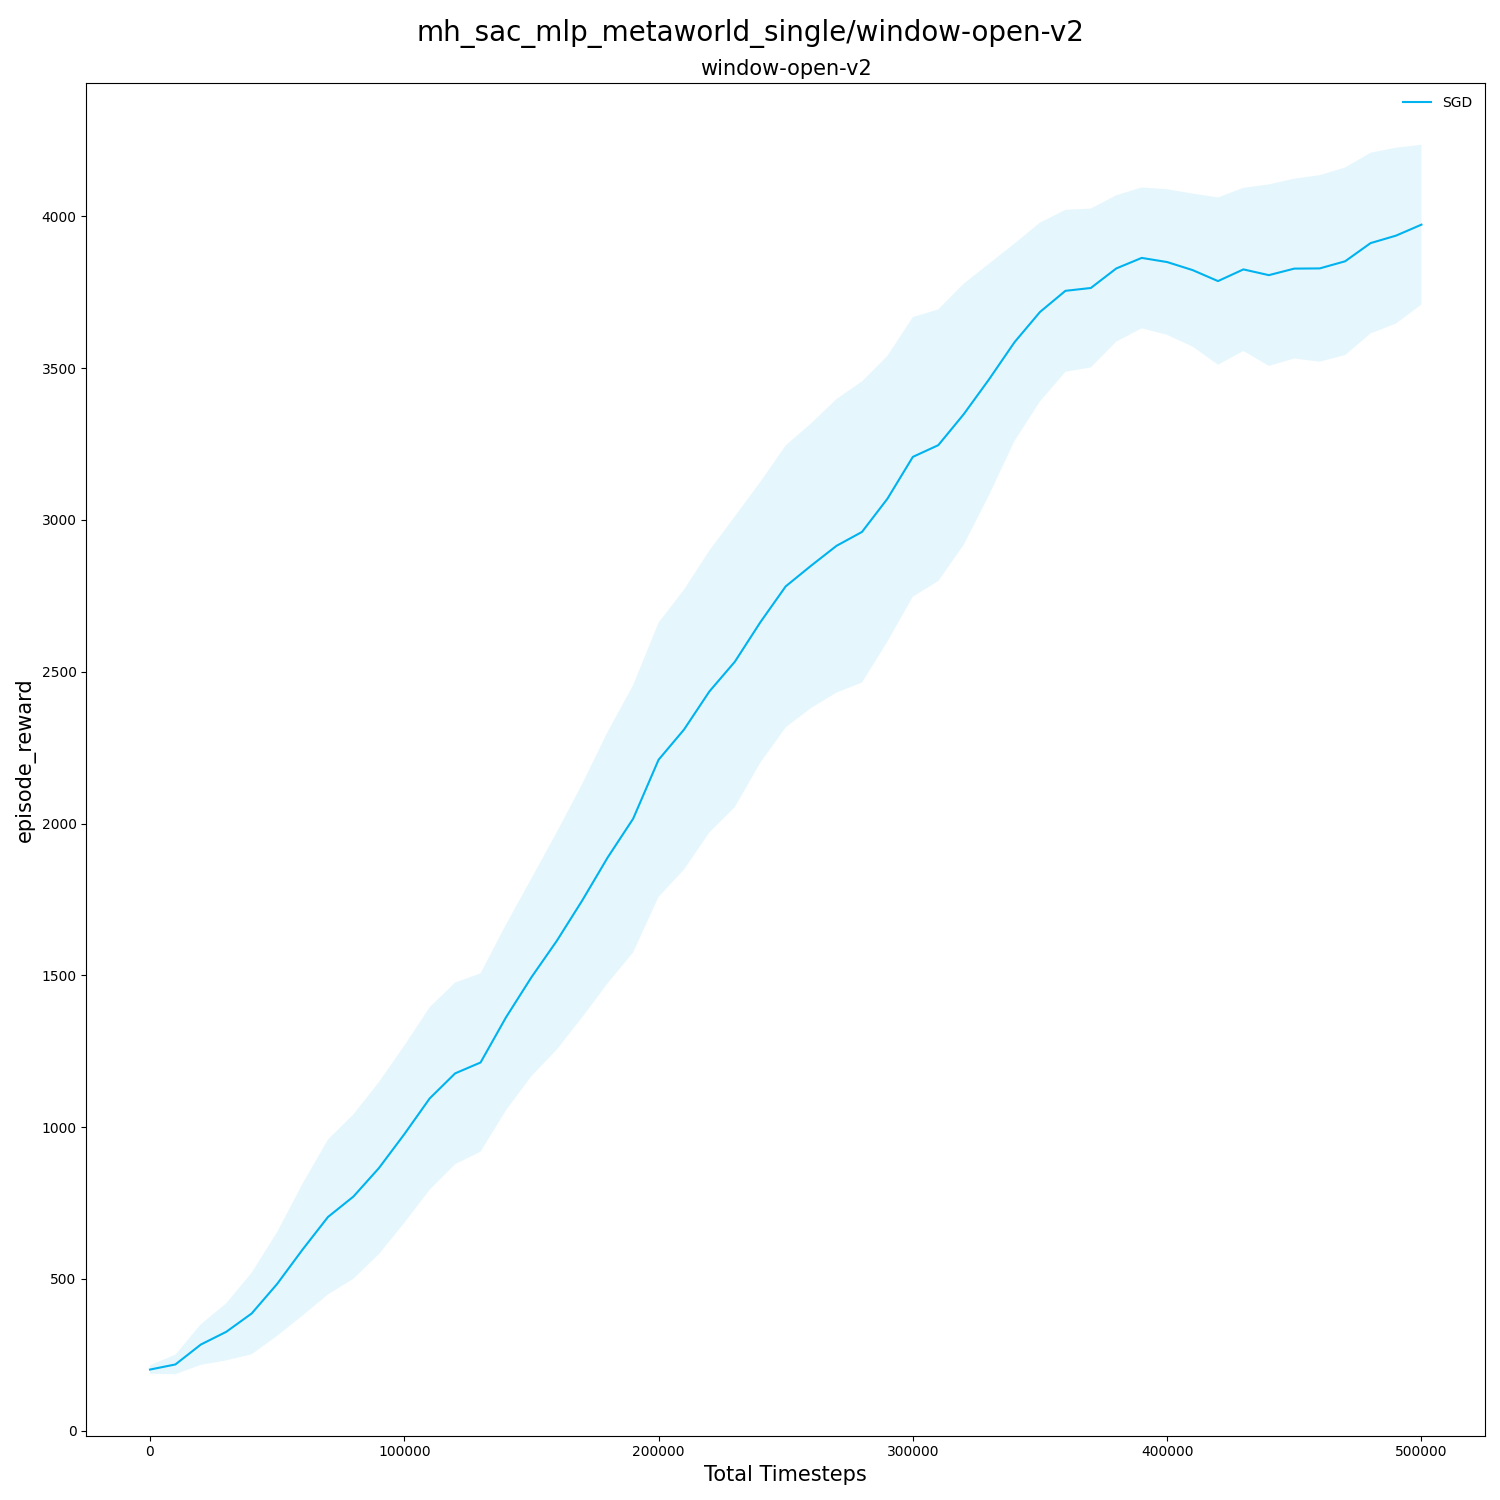 mh_sac_mlp_metaworld_single/window-open-v2
window-open-v2
SGD
episode_reward
4000
3500
3000
2500
2000
1500
1000
500
0
0 100000 200000 300000 400000 500000
Total Timesteps